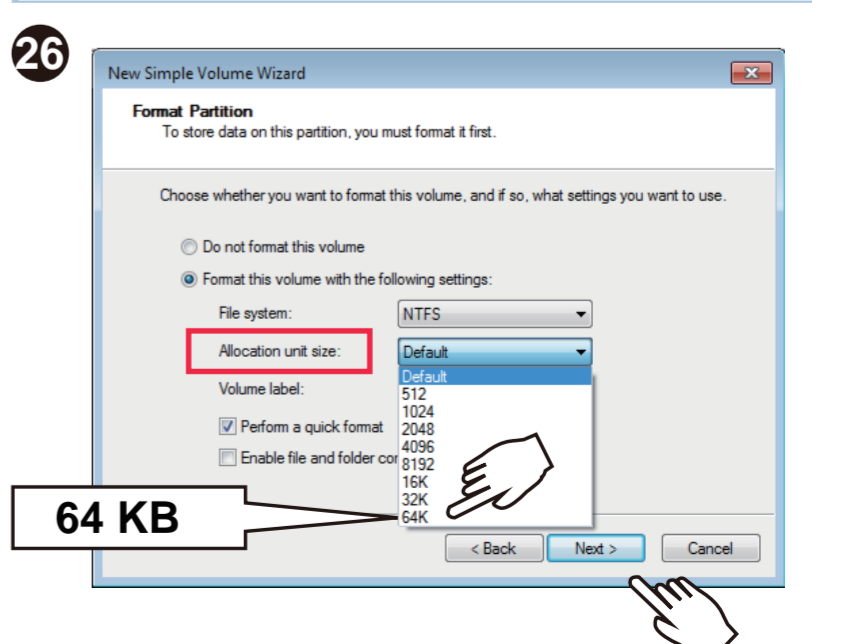 26
New Simple Volume Wizard
Format Partition
To store data on this partition, you must format it first.
Choose whether you want to format this volume, and if so, what settings you want to use.
Do not format this volume
Format this volume with the following settings:
File system:
NTFS
Allocation unit size:
Default
Volume label:
Default
512
1024
2048
4096
8192
16K
32K
64K
Perform a quick format
Enable file and folder
64 KB
< Back
Next >
Cancel